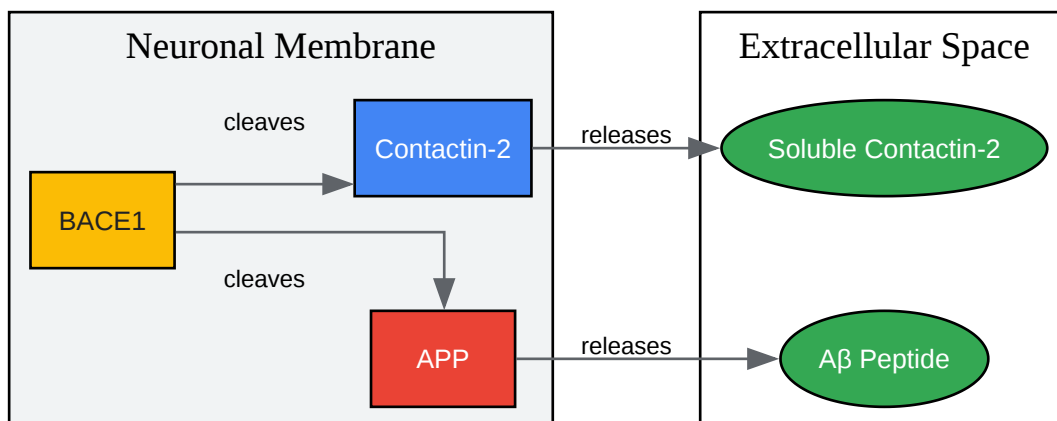 Neuronal Membrane
Extracellular Space
cleaves
Contactin-2
releases
Soluble Contactin-2
BACE1
cleaves
APP
releases
Aβ Peptide